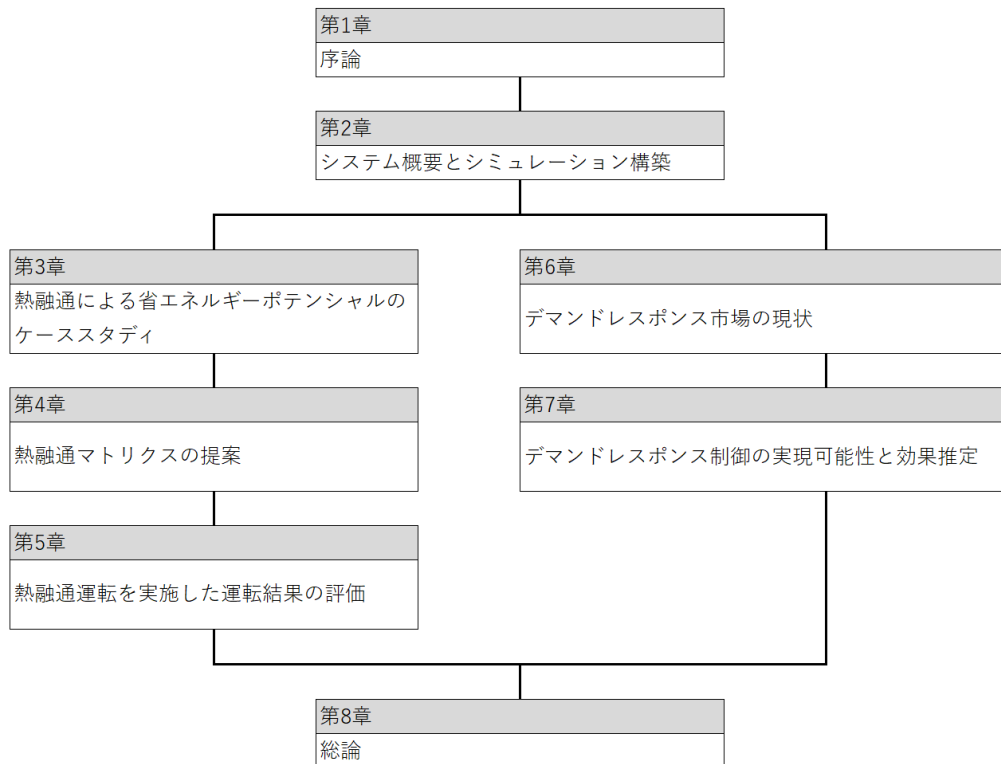 第1章
序論
第2章
システム概要とシミュレーション構築
第3章
熱融通による省エネルギーポテンシャルの
ケーススタディ
第4章
熱融通マトリクスの提案
第5章
熱融通運転を実施した運転結果の評価
第6章
デマンドレスポンス市場の現状
第7章
デマンドレスポンス制御の実現可能性と効果推定
第8章
総論